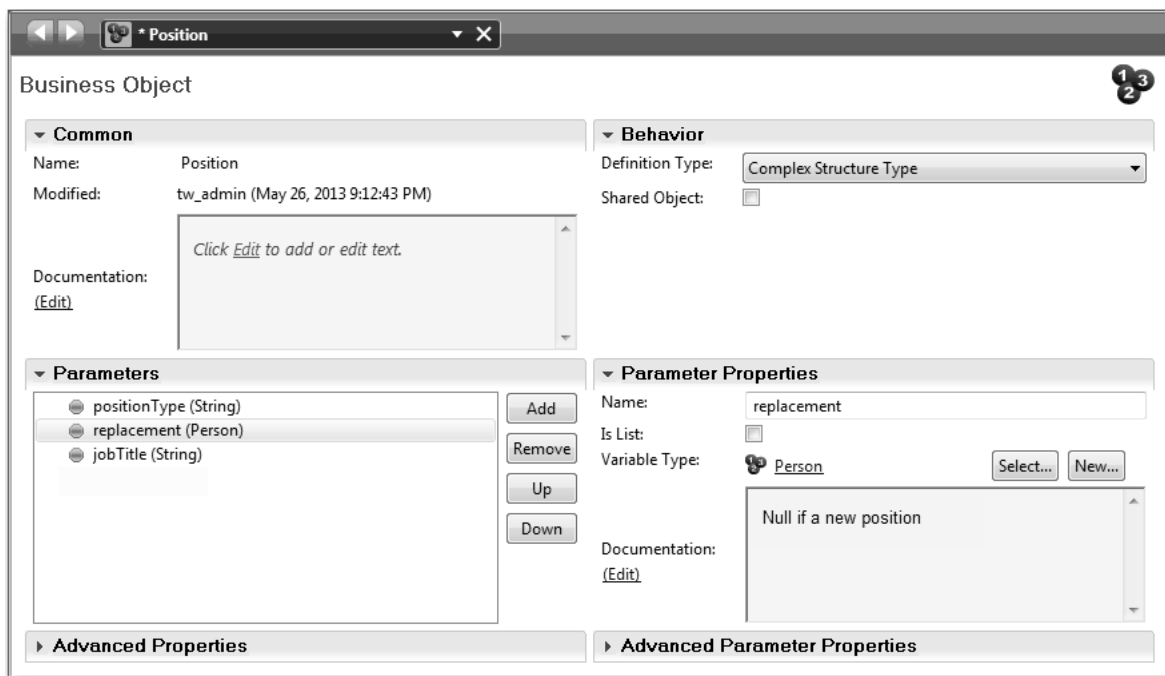 * Position
Business Object
1 3 2
Common
Name: Position
Modified: tw_admin (May 26, 2013 9:12:43 PM)
Click Edit to add or edit text.
Documentation:
(Edit)
Behavior
Definition Type: Complex Structure Type
Shared Object:
Parameters
positionType (String)
replacement (Person)
jobTitle (String)
Add
Remove
Up
Down
Parameter Properties
Name: replacement
Is List:
Variable Type: Person Select... New...
Null if a new position
Documentation:
(Edit)
Advanced Properties
Advanced Parameter Properties